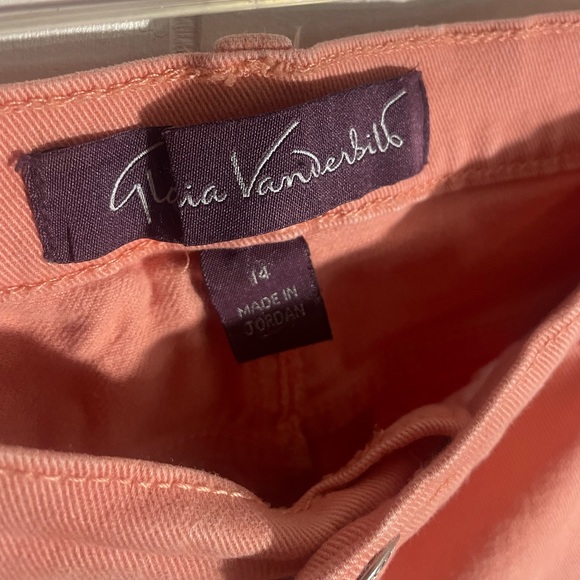 Gloria Vanderbilt
14
MADE IN
JORDAN